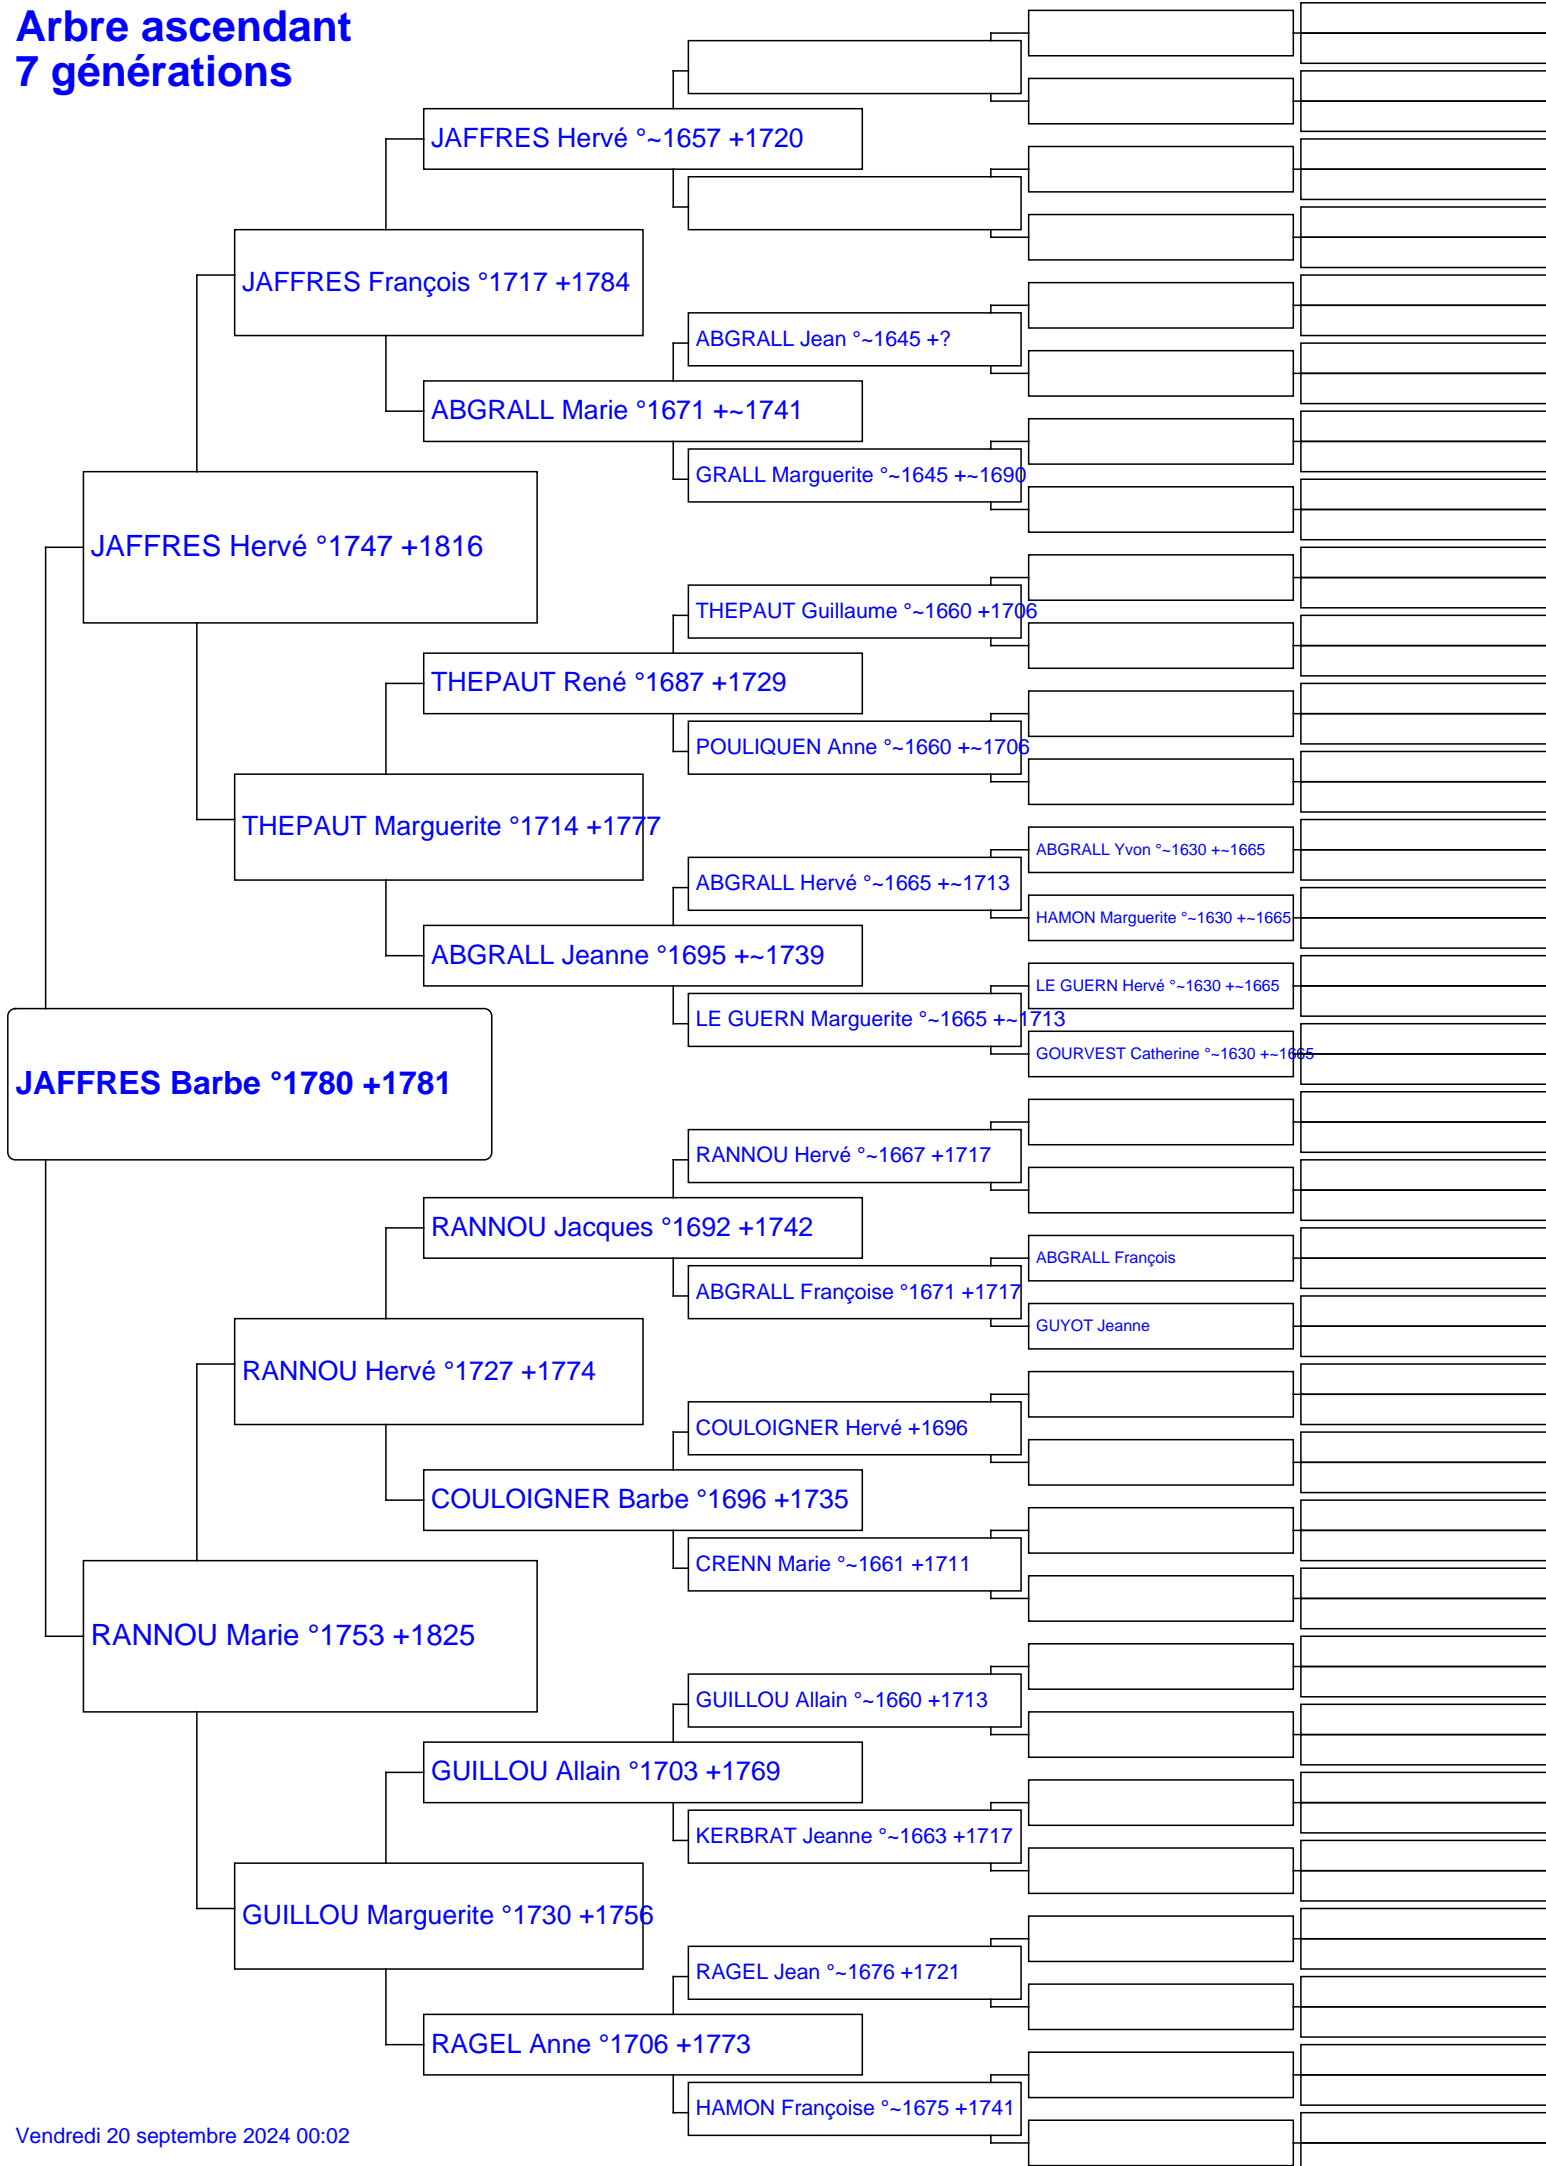 Arbre ascendant
7 générations
JAFFRES Hervé °~1657 +1720
JAFFRES François °1717 +1784
ABGRALL Jean °~1645 +?
ABGRALL Marie °1671 +~1741
GRALL Marguerite °~1645 +~1690
JAFFRES Hervé °1747 +1816
THEPAUT Guillaume °~1660 +1706
THEPAUT René °1687 +1729
POULIQUEN Anne °~1660 +~1706
THEPAUT Marguerite °1714 +1777
ABGRALL Yvon °~1630 +~1665
ABGRALL Hervé °~1665 +~1713
HAMON Marguerite °~1630 +~1665
ABGRALL Jeanne °1695 +~1739
LE GUERN Hervé °~1630 +~1665
LE GUERN Marguerite °~1665 +~1713
GOURVEST Catherine °~1630 +~1665
JAFFRES Barbe °1780 +1781
RANNOU Hervé °~1667 +1717
RANNOU Jacques °1692 +1742
ABGRALL François
ABGRALL Françoise °1671 +1717
GUYOT Jeanne
RANNOU Hervé °1727 +1774
COULOIGNER Hervé +1696
COULOIGNER Barbe °1696 +1735
CRENN Marie °~1661 +1711
RANNOU Marie °1753 +1825
GUILLOU Allain °~1660 +1713
GUILLOU Allain °1703 +1769
KERBRAT Jeanne °~1663 +1717
GUILLOU Marguerite °1730 +1756
RAGEL Jean °~1676 +1721
RAGEL Anne °1706 +1773
HAMON Françoise °~1675 +1741
Vendredi 20 septembre 2024 00:02